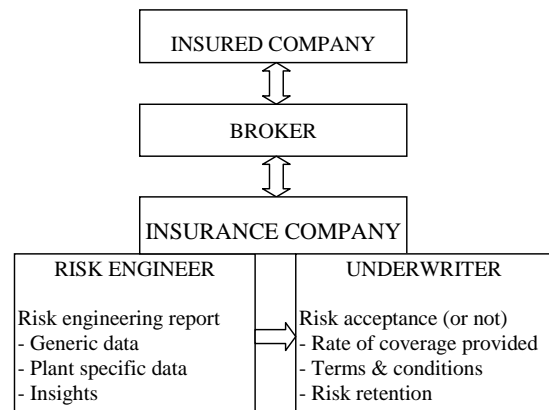 INSURED COMPANY
BROKER
INSURANCE COMPANY
RISK ENGINEER
Risk engineering report
- Generic data
- Plant specific data
- Insights
UNDERWRITER
Risk acceptance (or not)
- Rate of coverage provided
- Terms & conditions
- Risk retention